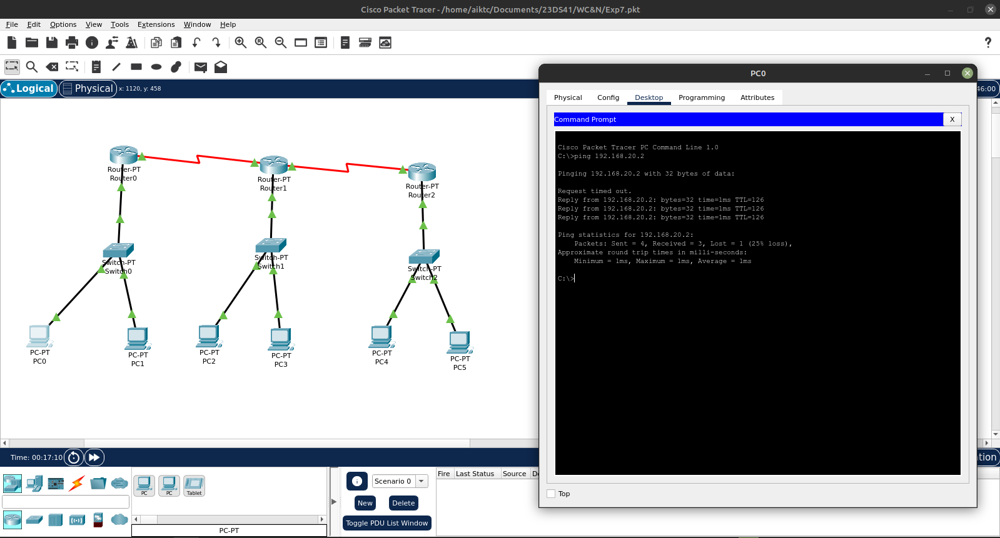 Cisco Packet Tracer - /home/aiktc/Documents/23DS41/WC&N/Exp7.pkt
File Edit Options View Tools Extensions Window Help
?
Logical Physical x: 1120, y: 458
46:00
Router-PT
Router0
Router-PT
Router1
Router-PT
Router2
Switch-PT
Switch0
Switch-PT
Switch1
Switch-PT
Switch2
PC-PT
PC0
PC-PT
PC1
PC-PT
PC2
PC-PT
PC3
PC-PT
PC4
PC-PT
PC5
PC0
Physical Config Desktop Programming Attributes
Command Prompt X
Cisco Packet Tracer PC Command Line 1.0
C:\>ping 192.168.20.2
Pinging 192.168.20.2 with 32 bytes of data:
Request timed out.
Reply from 192.168.20.2: bytes=32 time=1ms TTL=126
Reply from 192.168.20.2: bytes=32 time=1ms TTL=126
Reply from 192.168.20.2: bytes=32 time=1ms TTL=126
Ping statistics for 192.168.20.2:
Packets: Sent = 4, Received = 3, Lost = 1 (25% loss),
Approximate round trip times in milli-seconds:
Minimum = 1ms, Maximum = 1ms, Average = 1ms
C:\>
Top
Time: 00:17:10
tion
PC PC Tablet
PC-PT
Scenario 0
New Delete
Toggle PDU List Window
Fire Last Status Source D